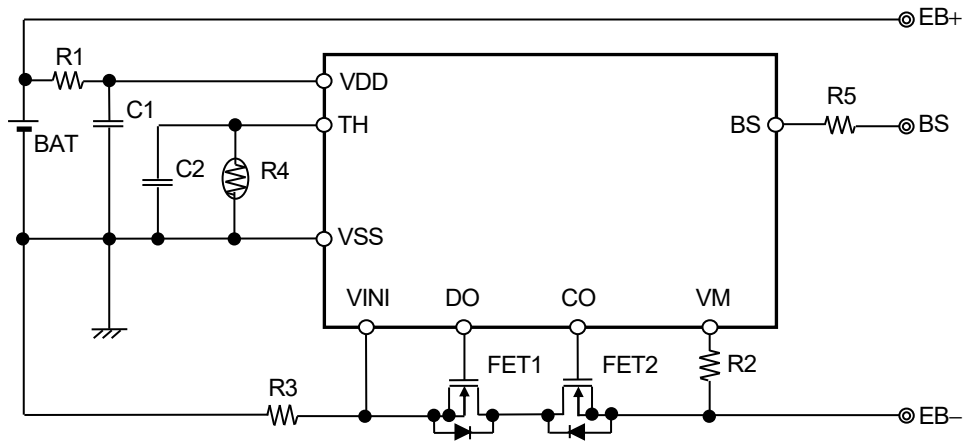 EB+
R1
VDD
C1
R5
TH
BS
BS
BAT
C2
R4
VSS
VINI
DO
CO
VM
FET1
FET2
R2
R3
EB−